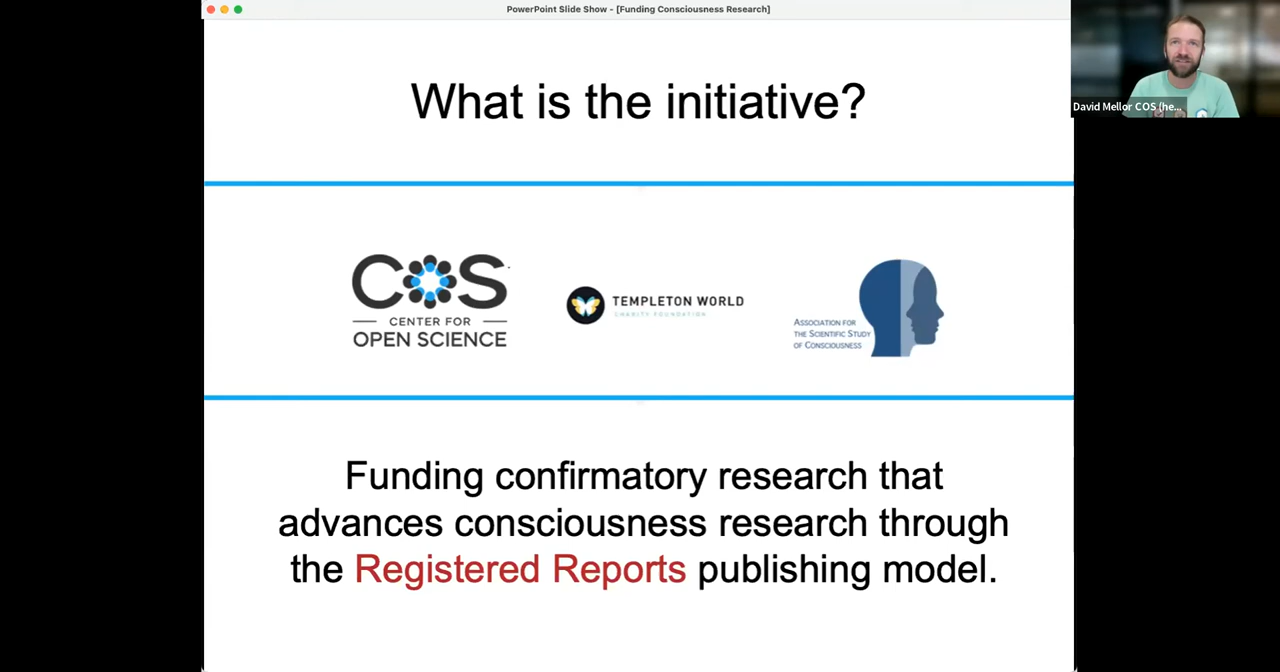 PowerPoint Slide Show - [Funding Consciousness Research]
David Mellor COS (he...
What is the initiative?
COS
CENTER FOR
OPEN SCIENCE
TEMPLETON WORLD
CHARITY FOUNDATION
ASSOCIATION FOR
THE SCIENTIFIC STUDY
OF CONSCIOUSNESS
Funding confirmatory research that
advances consciousness research through
the Registered Reports publishing model.